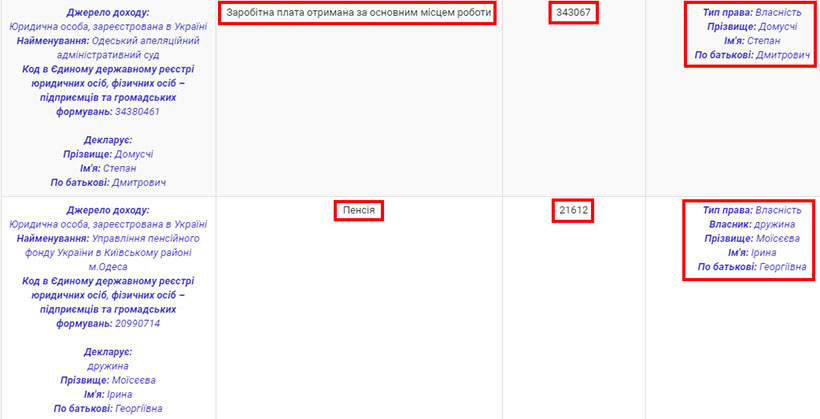 Джерело доходу:
Юридична особа, зареєстрована в Україні
Найменування: Одеський апеляційний
адміністративний суд
Код в Єдиному державному реєстрі
юридичних осіб, фізичних осіб –
підприємців та громадських
формувань: 34380461
Декларує:
Прізвище: Домусчі
Ім'я: Степан
По батькові: Дмитрович
Заробітна плата отримана за основним місцем роботи
343067
Тип права: Власність
Прізвище: Домусчі
Ім'я: Степан
По батькові: Дмитрович
Джерело доходу:
Юридична особа, зареєстрована в Україні
Найменування: Управління пенсійного
фонду України в Київському районі
м.Одеса
Код в Єдиному державному реєстрі
юридичних осіб, фізичних осіб –
підприємців та громадських
формувань: 20990714
Декларує:
дружина
Прізвище: Моїсєєва
Ім'я: Ірина
По батькові: Георгіївна
Пенсія
21612
Тип права: Власність
Власник: дружина
Прізвище: Моїсєєва
Ім'я: Ірина
По батькові: Георгіївна